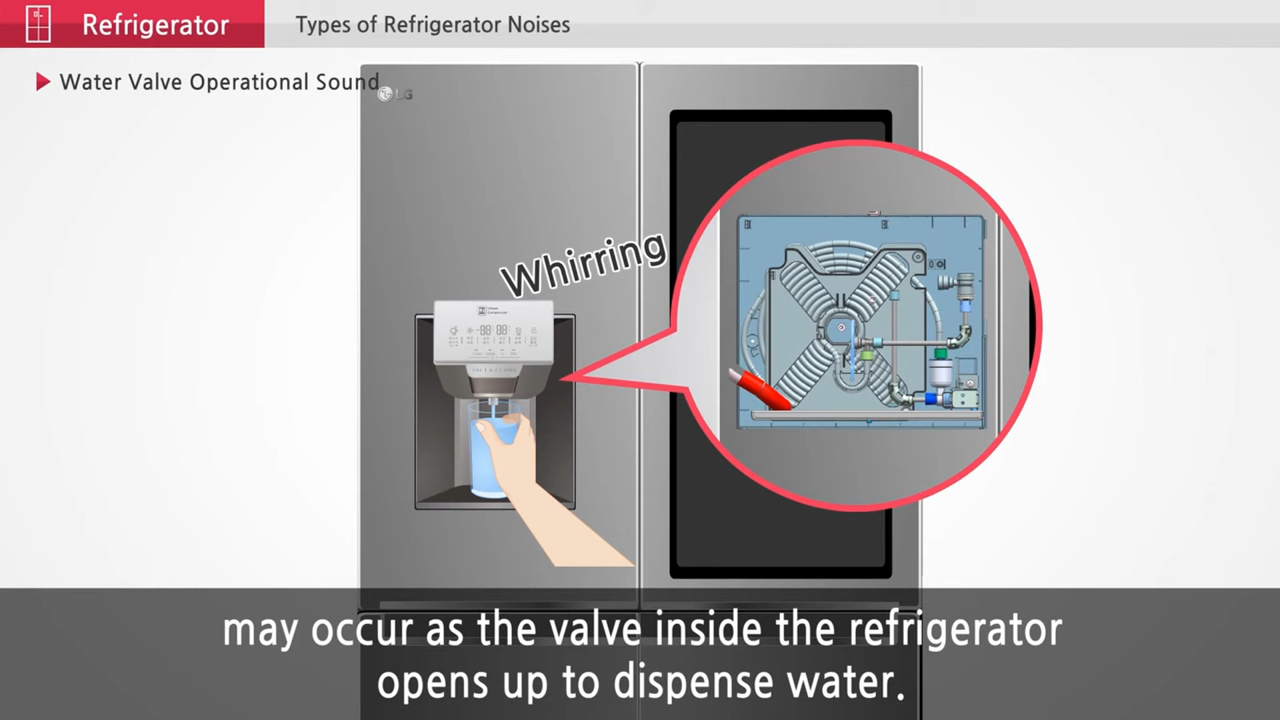 Refrigerator
Types of Refrigerator Noises
Water Valve Operational Sound
LG
Whirring
may occur as the valve inside the refrigerator
opens up to dispense water.